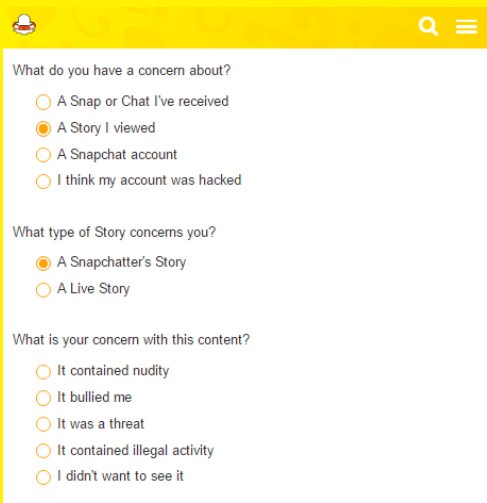 What do you have a concern about?
A Snap or Chat I've received
A Story I viewed
A Snapchat account
I think my account was hacked
What type of Story concerns you?
A Snapchatter's Story
A Live Story
What is your concern with this content?
It contained nudity
It bullied me
It was a threat
It contained illegal activity
I didn't want to see it